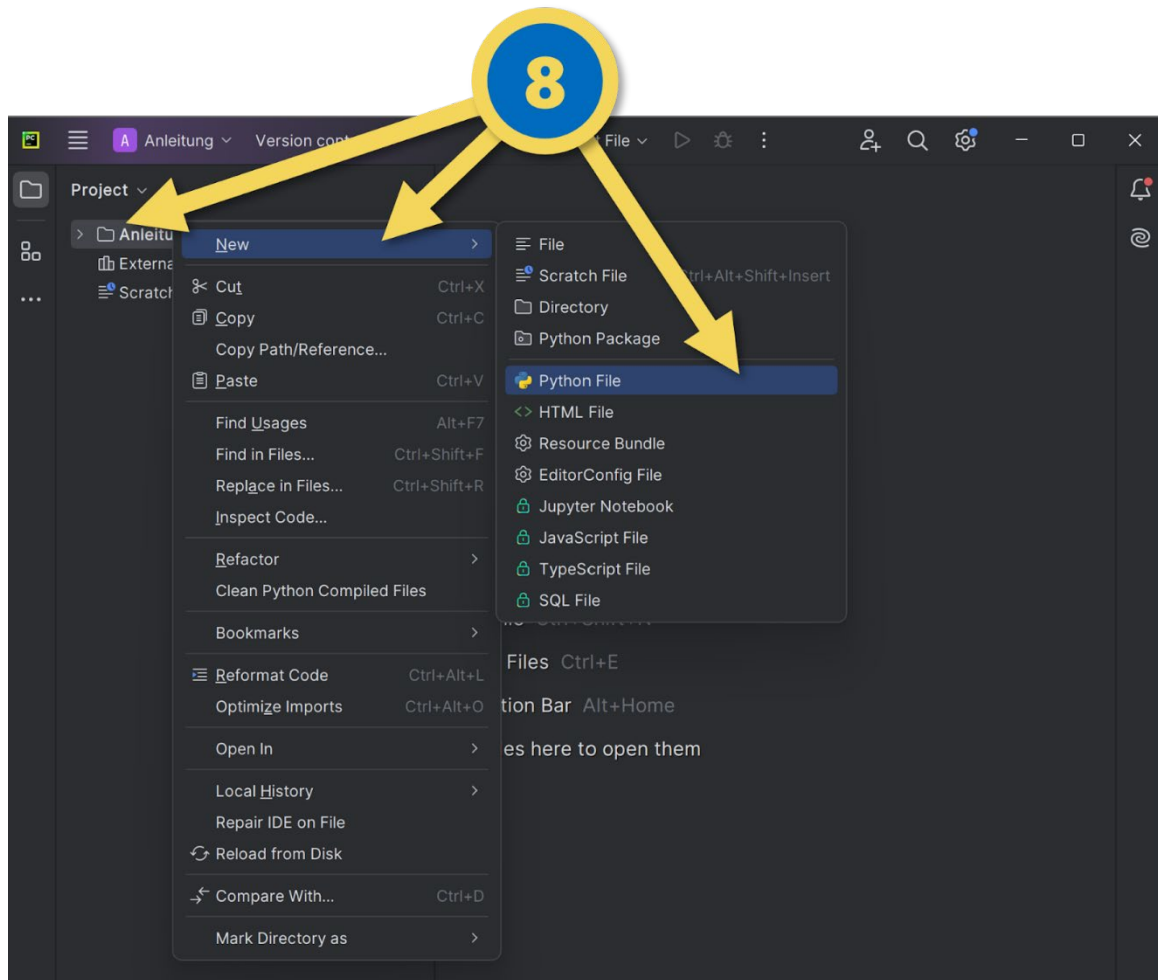 8
PC
A Anleitung Version cont File
Project
Anleitu
Externa
Scratch
New
Cut Ctrl+X
Copy Ctrl+C
Copy Path/Reference...
Paste Ctrl+V
Find Usages Alt+F7
Find in Files... Ctrl+Shift+F
Replace in Files... Ctrl+Shift+R
Inspect Code...
Refactor
Clean Python Compiled Files
Bookmarks
Reformat Code Ctrl+Alt+L
Optimize Imports Ctrl+Alt+O
Open In
Local History
Repair IDE on File
Reload from Disk
Compare With... Ctrl+D
Mark Directory as
File
Scratch File Ctrl+Alt+Shift+Insert
Directory
Python Package
Python File
HTML File
Resource Bundle
EditorConfig File
Jupyter Notebook
JavaScript File
TypeScript File
SQL File
Files Ctrl+E
tion Bar Alt+Home
es here to open them